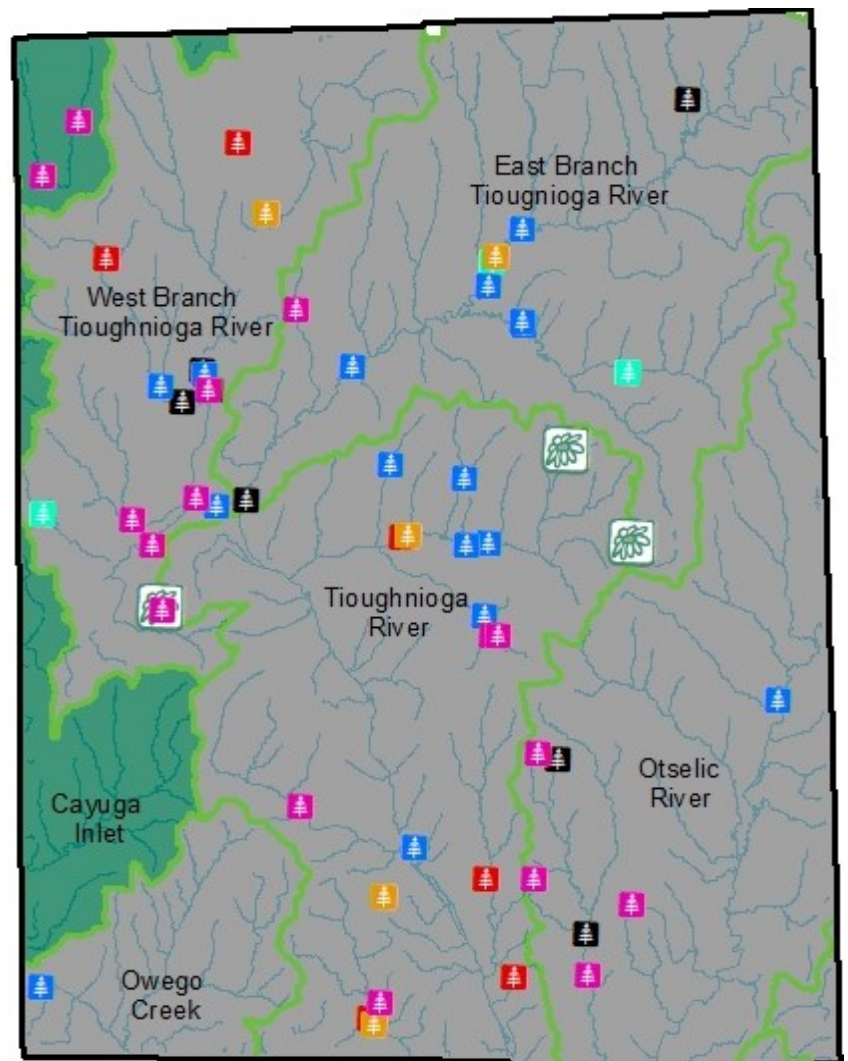 East Branch
Tiougnioga River
West Branch
Tioughnioga River
Tioughnioga
River
Otselic
River
Cayuga
Inlet
Owego
Creek